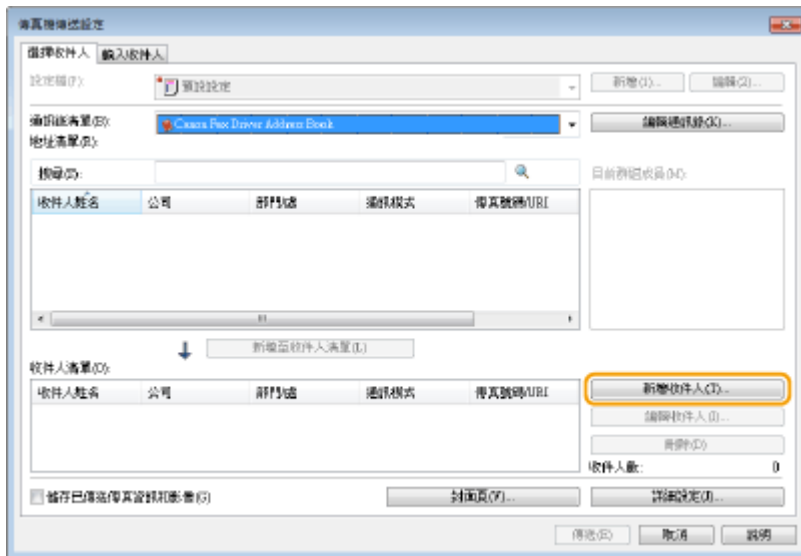 傳真機傳送設定
選擇收件人 輸入收件人
設定檔(F): 預設設定 新增(1)... 編輯(2)...
通訊錄清單(B): Canon Fax Driver Address Book 編輯通訊錄(K)...
地址清單(R):
搜尋(S): 目前群組成員(M):
收件人姓名 公司 部門/處 通訊模式 傳真號碼/URI
新增至收件人清單(L)
收件人清單(O):
收件人姓名 公司 部門/處 通訊模式 傳真號碼/URI 新增收件人(T)...
編輯收件人(I)...
刪除(D)
收件人數: 0
儲存已傳送傳真資訊和影像(G) 封面頁(V)... 詳細設定(J)...
傳送(E) 取消 說明